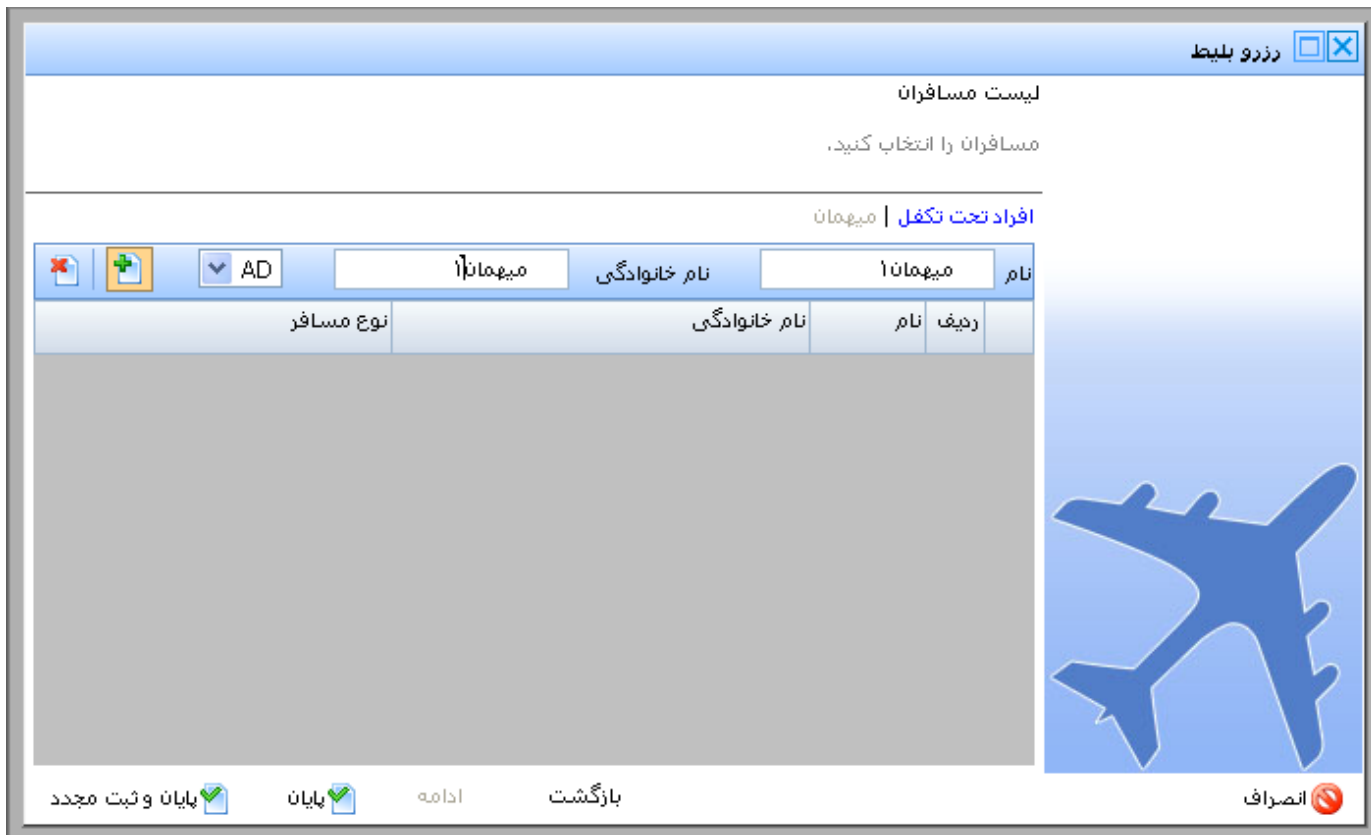 رزرو بلیط
لیست مسافران
مسافران را انتخاب کنید.
افراد تحت تکفل | میهمان
نام میهمان۱ نام خانوادگی میهمان۱ AD
ردیف نام نام خانوادگی نوع مسافر
انصراف بازگشت ادامه پایان پایان و ثبت مجدد